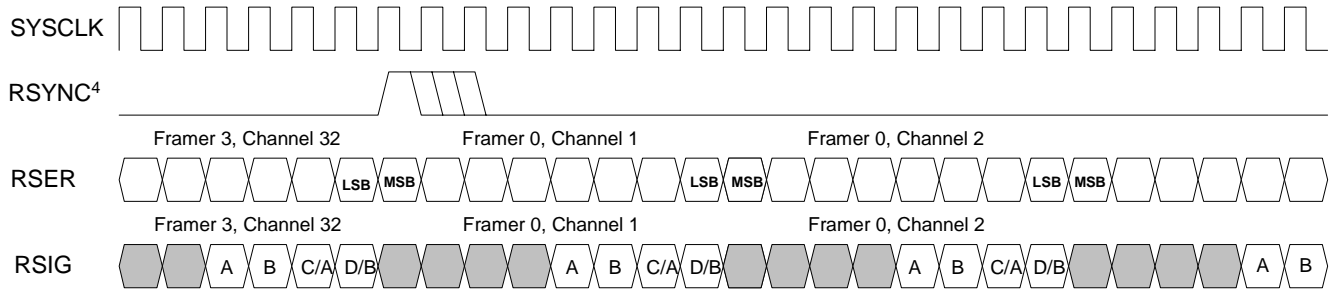 SYSCLK
RSYNC4
Framer 3, Channel 32 Framer 0, Channel 1 Framer 0, Channel 2
RSER LSB MSB LSB MSB LSB MSB
Framer 3, Channel 32 Framer 0, Channel 1 Framer 0, Channel 2
RSIG A B C/A D/B A B C/A D/B A B C/A D/B A B